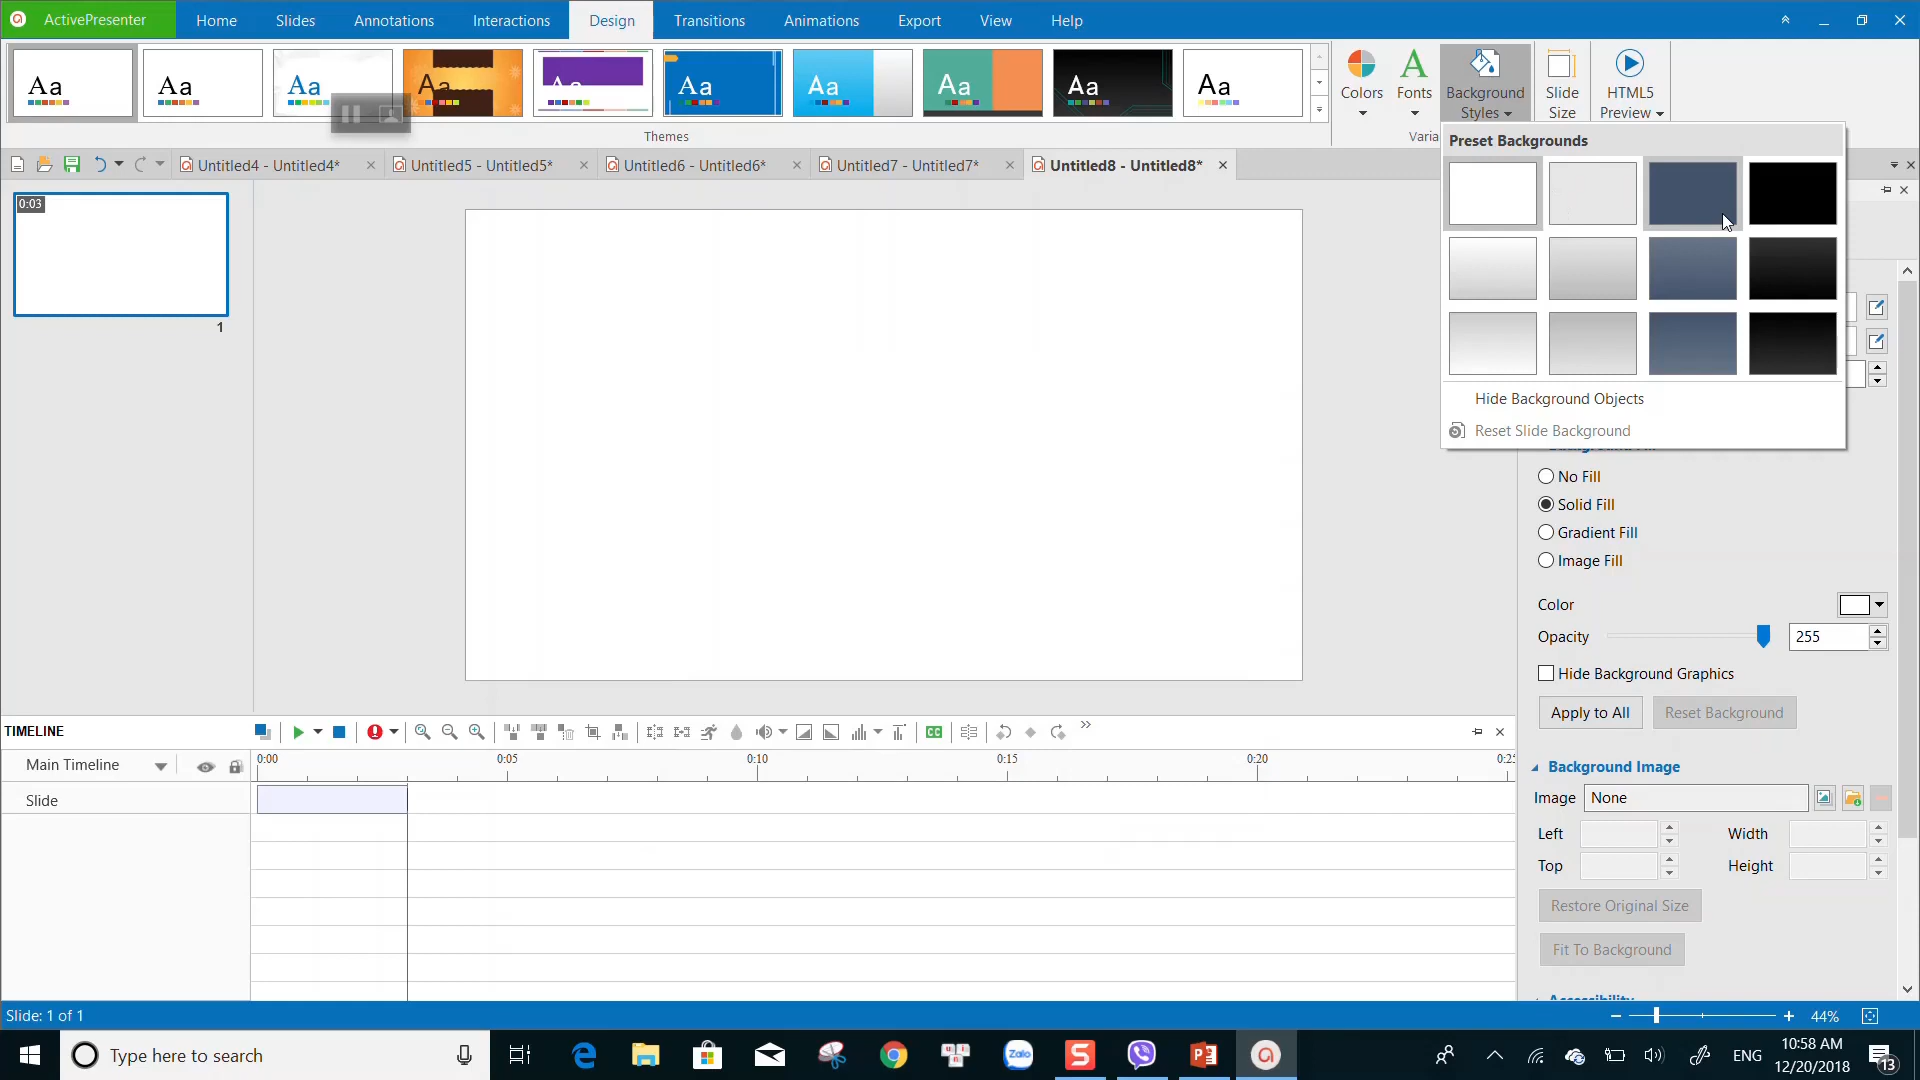 ActivePresenter
Home Slides Annotations Interactions Design Transitions Animations Export View Help
Aa Aa Aa Aa Aa Aa Aa Aa Aa Aa
Colors Fonts Background Styles Slide Size HTML5 Preview
Themes Varia
Untitled4 - Untitled4* Untitled5 - Untitled5* Untitled6 - Untitled6* Untitled7 - Untitled7* Untitled8 - Untitled8*
Preset Backgrounds
Hide Background Objects
Reset Slide Background
0:03
1
No Fill
Solid Fill
Gradient Fill
Image Fill
Color
Opacity 255
Hide Background Graphics
Apply to All Reset Background
Background Image
Image None
Left Width
Top Height
Restore Original Size
Fit To Background
TIMELINE
CC
Main Timeline
0:00 0:05 0:10 0:15 0:20
Slide
Slide: 1 of 1
44%
Type here to search
Zalo
ENG
10:58 AM
12/20/2018
13